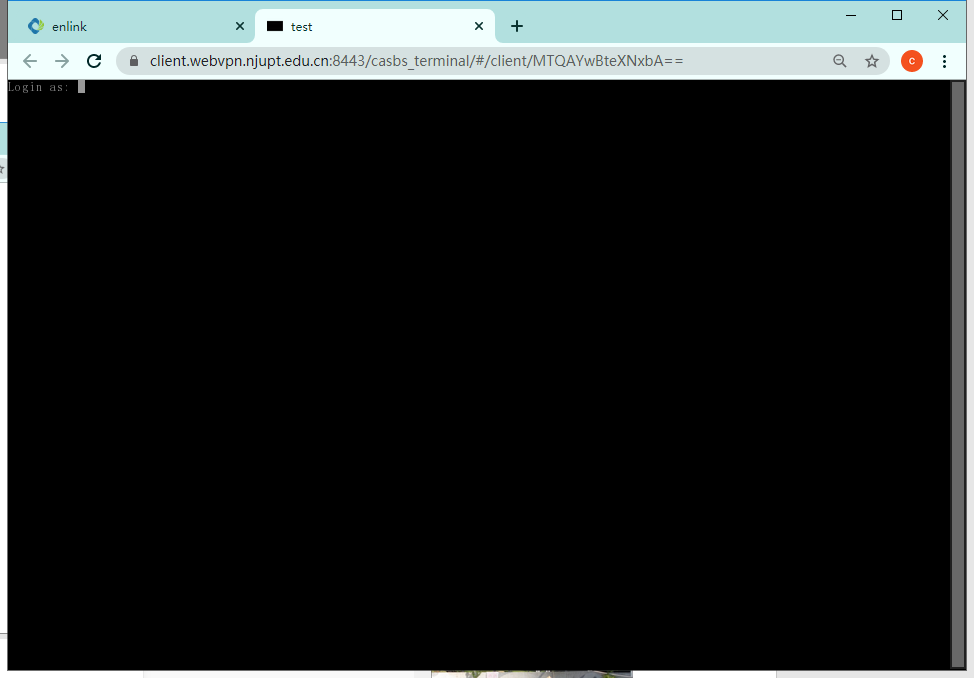 enlink
test
client.webvpn.njupt.edu.cn:8443/casbs_terminal/#/client/MTQAYwBteXNxbA==
c
Login as: